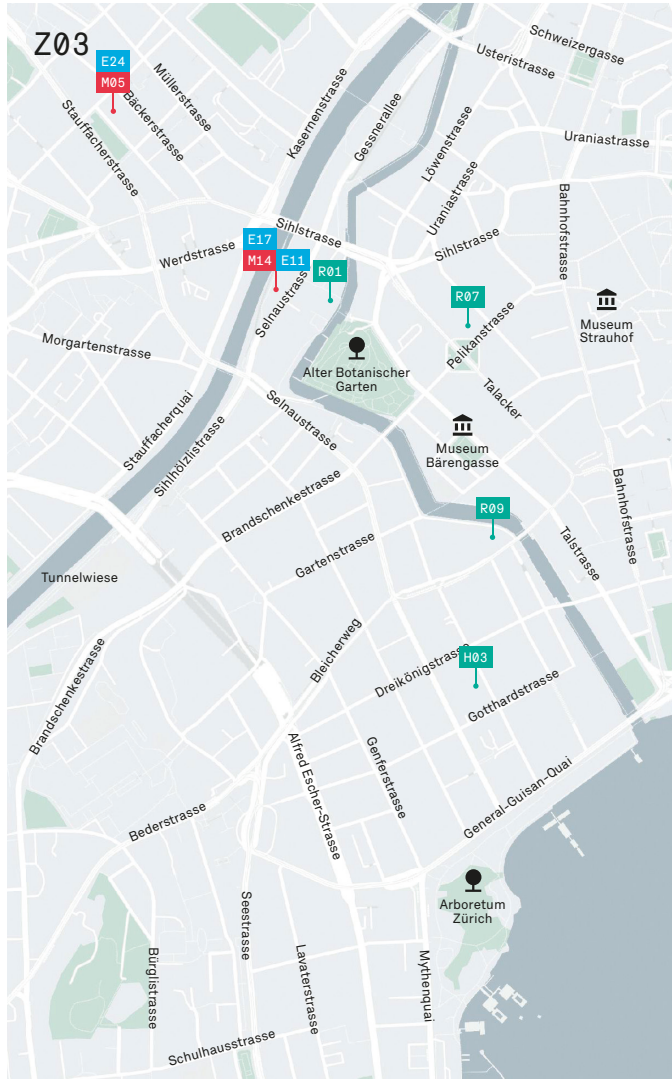 Z03
E24
M05
Schweizergasse
Usteristrasse
Müllerstrasse
Bäckerstrasse
Stauffacherstrasse
Kasernenstrasse
Gessnerallee
Löwenstrasse
Uraniastrasse
Uraniastrasse
Bahnhofstrasse
Sihlstrasse
Sihlstrasse
Werdstrasse
E17
M14
E11
R01
Selnaustrasse
R07
Pelikanstrasse
Museum
Strauhof
Morgartenstrasse
Alter Botanischer
Garten
Talacker
Selnaustrasse
Stauffacherquai
Sihlhölzlistrasse
Museum
Bärengasse
Brandschenkestrasse
Bahnhofstrasse
R09
Gartenstrasse
Talstrasse
Tunnelwiese
Bleicherweg
Dreikönigstrasse
H03
Gotthardstrasse
Brandschenkestrasse
Alfred Escher-Strasse
Genferstrasse
General-Guisan-Quai
Bederstrasse
Arboretum
Zürich
Seestrasse
Lavaterstrasse
Mythenquai
Bürglistrasse
Schulhausstrasse